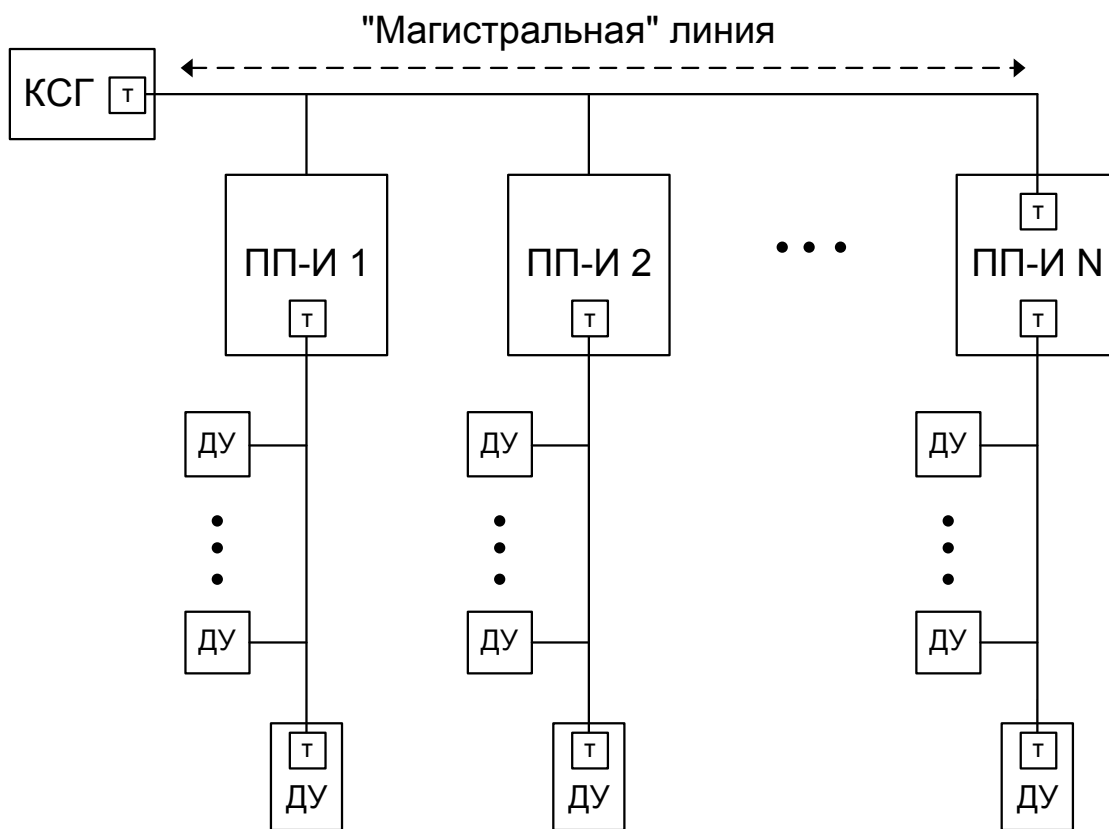 "Магистральная" линия
КСГ т
т
ПП-И 1 ПП-И 2 ПП-И N
т т т
ДУ ДУ ДУ
ДУ ДУ ДУ
т т т
ДУ ДУ ДУ